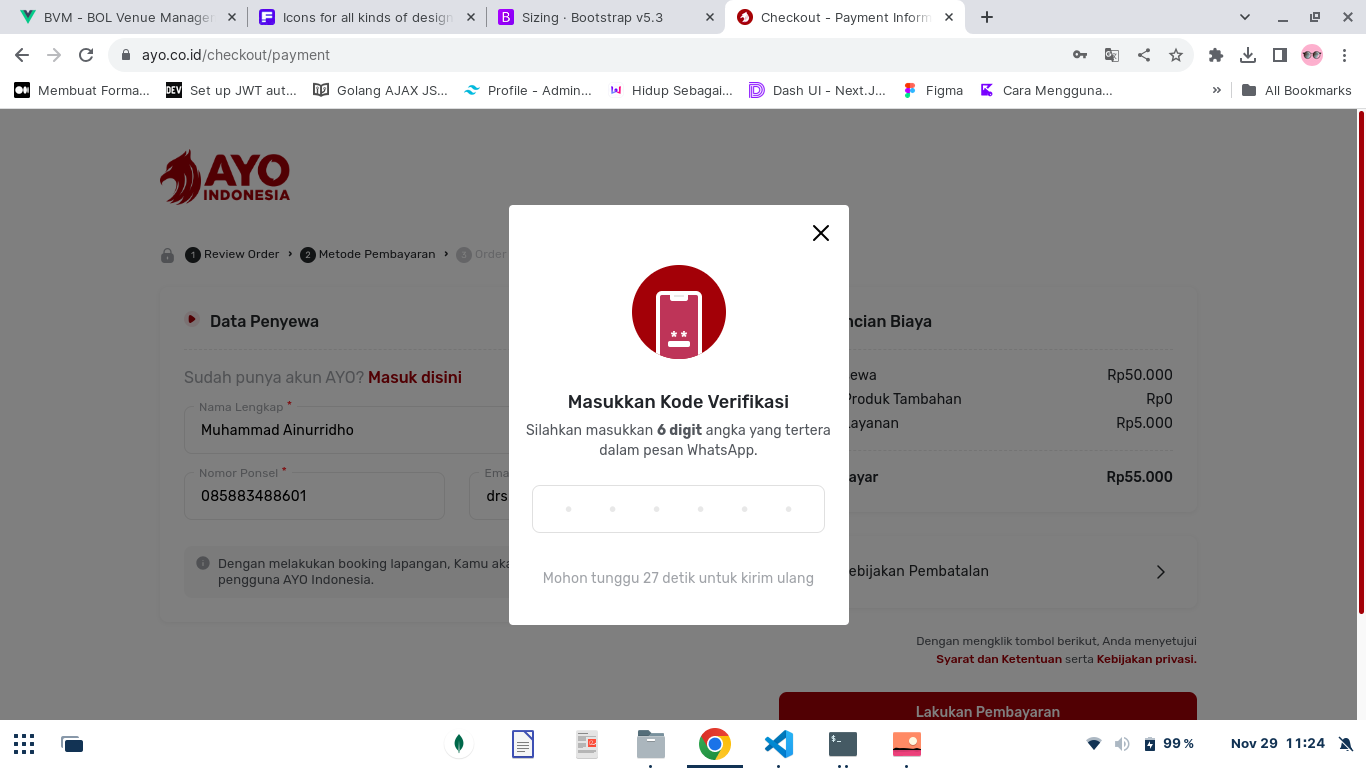 BVM - BOL Venue Manager
Icons for all kinds of design
Sizing · Bootstrap v5.3
Checkout - Payment Inform
ayo.co.id/checkout/payment
Membuat Forma...
DEV
Set up JWT aut...
Golang AJAX JS...
Profile - Admin...
Hidup Sebagai...
Dash UI - Next.J...
Figma
Cara Mengguna...
»
All Bookmarks
AYO
INDONESIA
1 Review Order › 2 Metode Pembayaran › 3 Order
Data Penyewa
Sudah punya akun AYO? Masuk disini
Nama Lengkap *
Muhammad Ainurridho
Nomor Ponsel *
085883488601
Ema
drs
Dengan melakukan booking lapangan, Kamu aka
pengguna AYO Indonesia.
**
Masukkan Kode Verifikasi
Silahkan masukkan 6 digit angka yang tertera
dalam pesan WhatsApp.
Mohon tunggu 27 detik untuk kirim ulang
ncian Biaya
ewa Rp50.000
Produk Tambahan Rp0
Layanan Rp5.000
ayar Rp55.000
ebijakan Pembatalan
Dengan mengklik tombol berikut, Anda menyetujui
Syarat dan Ketentuan serta Kebijakan privasi.
Lakukan Pembayaran
99 %
Nov 29 11:24